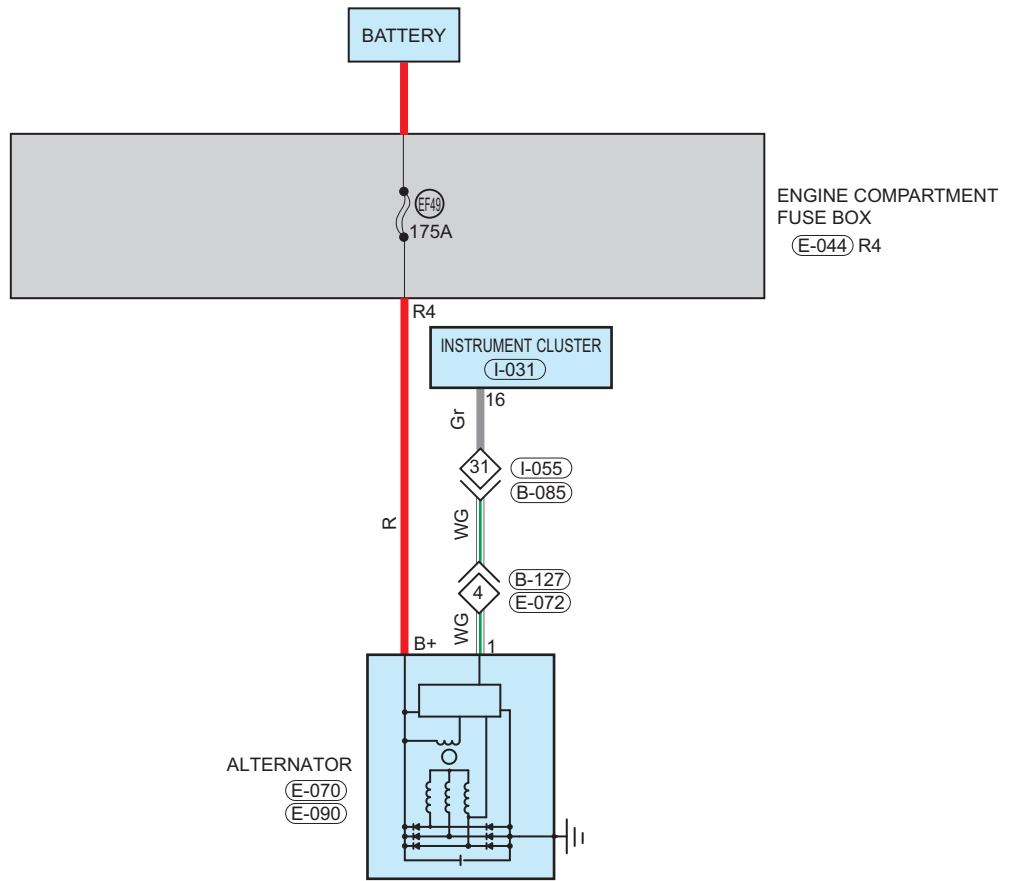 BATTERY
EF49
175A
ENGINE COMPARTMENT
FUSE BOX
E-044 R4
R4
INSTRUMENT CLUSTER
I-031
16
Gr
31
I-055
B-085
R
WG
4
B-127
E-072
WG
B+
1
ALTERNATOR
E-070
E-090